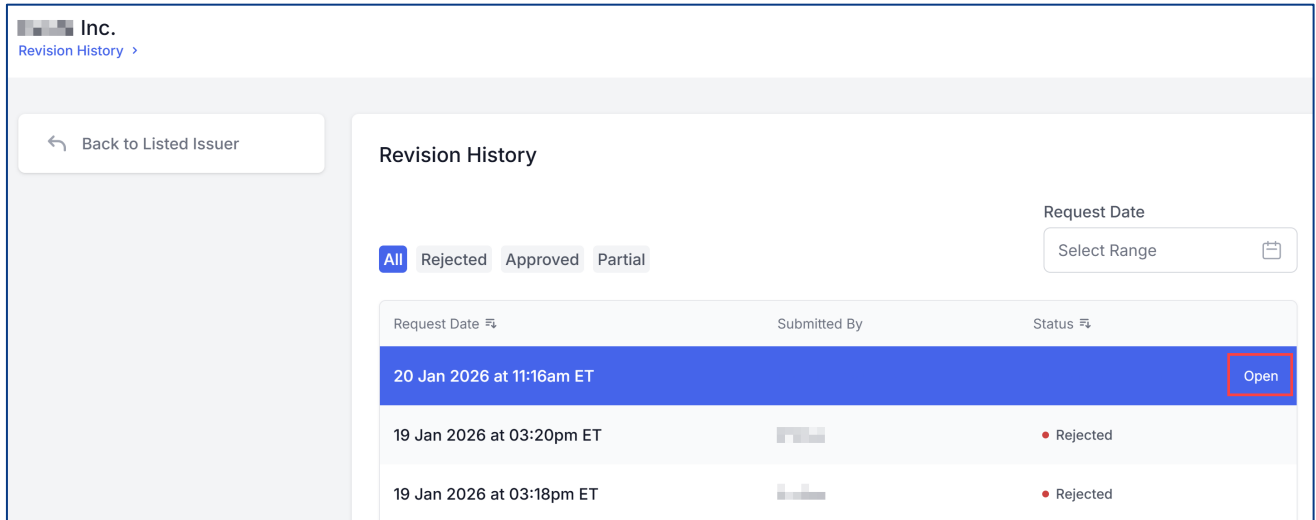 Inc.
Revision History >
Back to Listed Issuer
Revision History
Request Date
Select Range
All Rejected Approved Partial
Request Date Submitted By Status
20 Jan 2026 at 11:16am ET Open
19 Jan 2026 at 03:20pm ET Rejected
19 Jan 2026 at 03:18pm ET Rejected